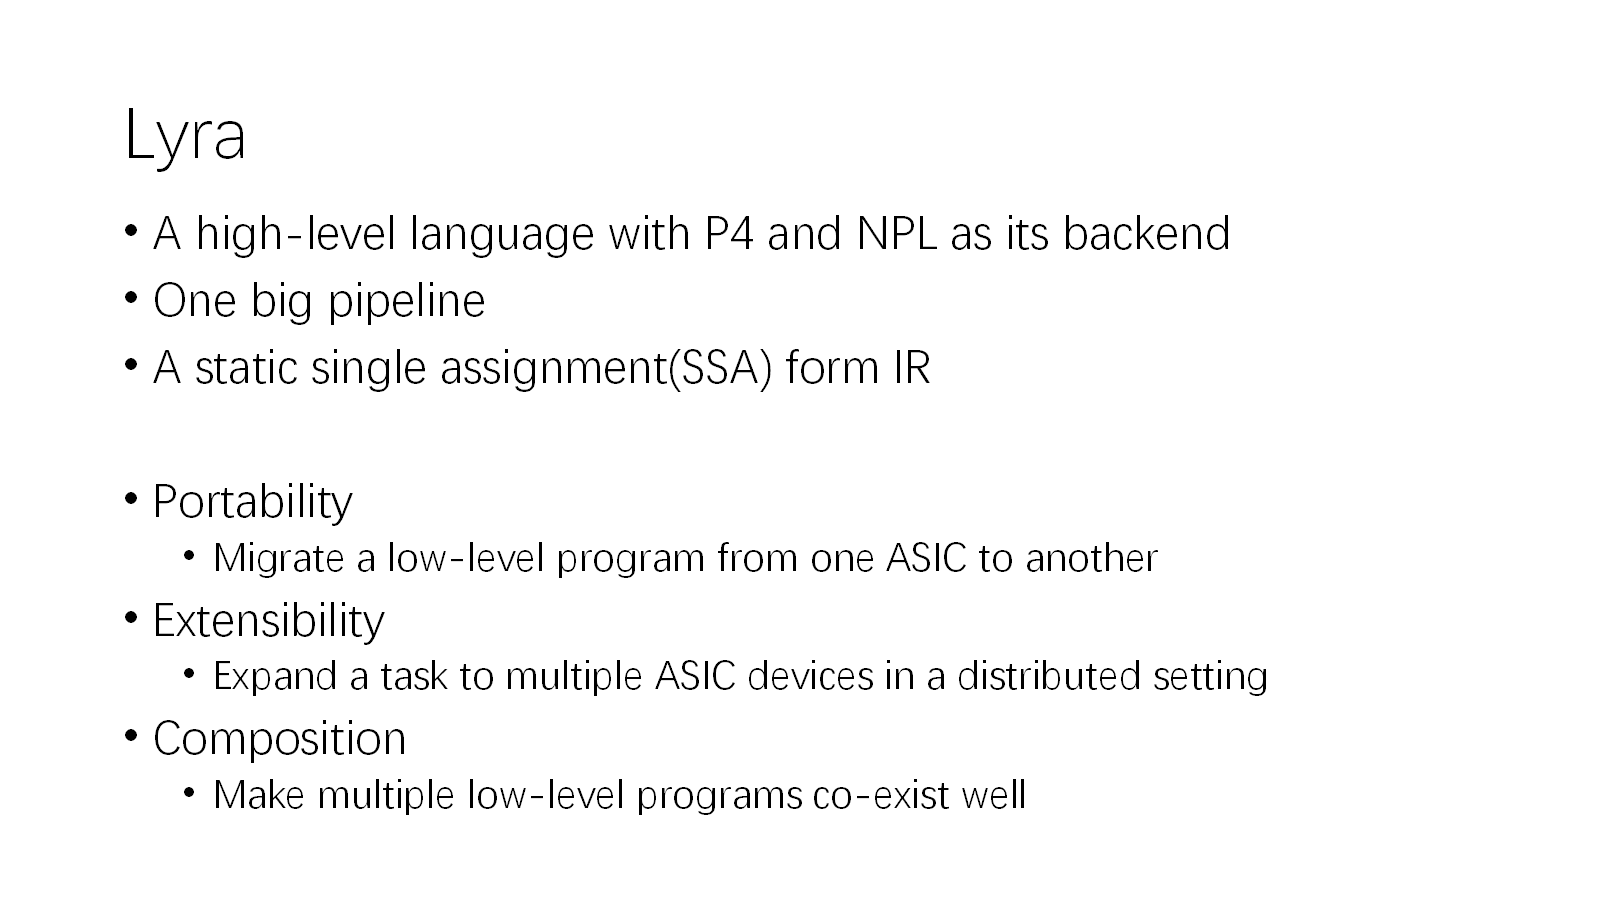 Lyra
• A high-level language with P4 and NPL as its backend
• One big pipeline
• A static single assignment(SSA) form IR
• Portability
• Migrate a low-level program from one ASIC to another
• Extensibility
• Expand a task to multiple ASIC devices in a distributed setting
• Composition
• Make multiple low-level programs co-exist well